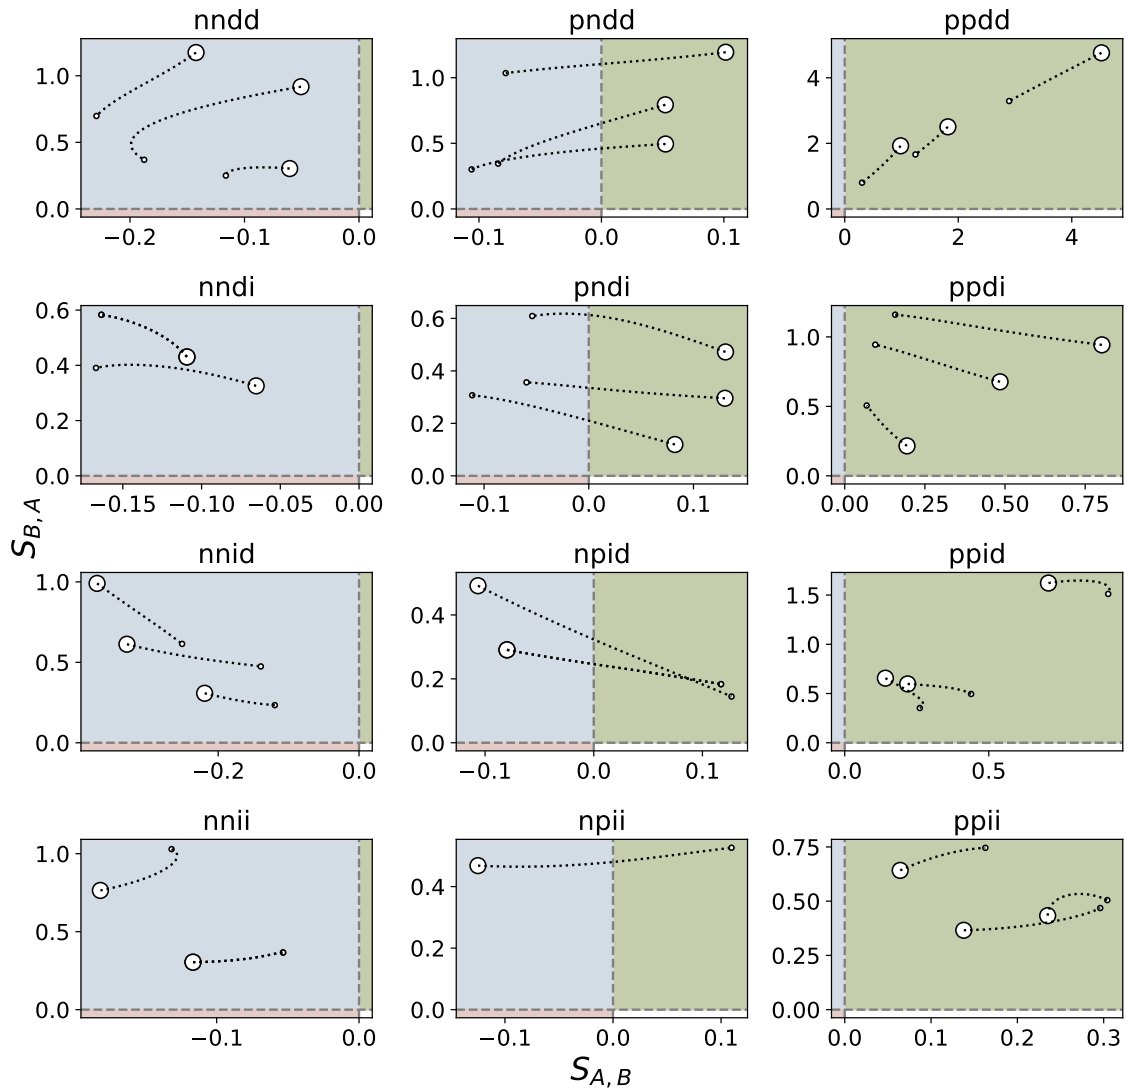 nndd pndd ppdd
1.0 1.0 4
0.5 0.5 2
0.0 0.0 0
−0.2 −0.1 0.0 −0.1 0.0 0.1 0 2 4
nndi pndi ppdi
0.6 0.6 1.0
0.4 0.4 0.5
0.2 0.2
0.0 0.0 0.0
−0.15 −0.10 −0.05 0.00 −0.1 0.0 0.1 0.00 0.25 0.50 0.75
S_{B,A}
nnid npid ppid
1.0 0.4 1.5
0.5 0.2 1.0
0.5
0.0 0.0 0.0
−0.2 0.0 −0.1 0.0 0.1 0.0 0.5
nnii npii ppii
1.0 0.4 0.75
0.5 0.2 0.50
0.25
0.0 0.0 0.00
−0.1 0.0 −0.1 0.0 0.1 0.0 0.1 0.2 0.3
S_{A,B}